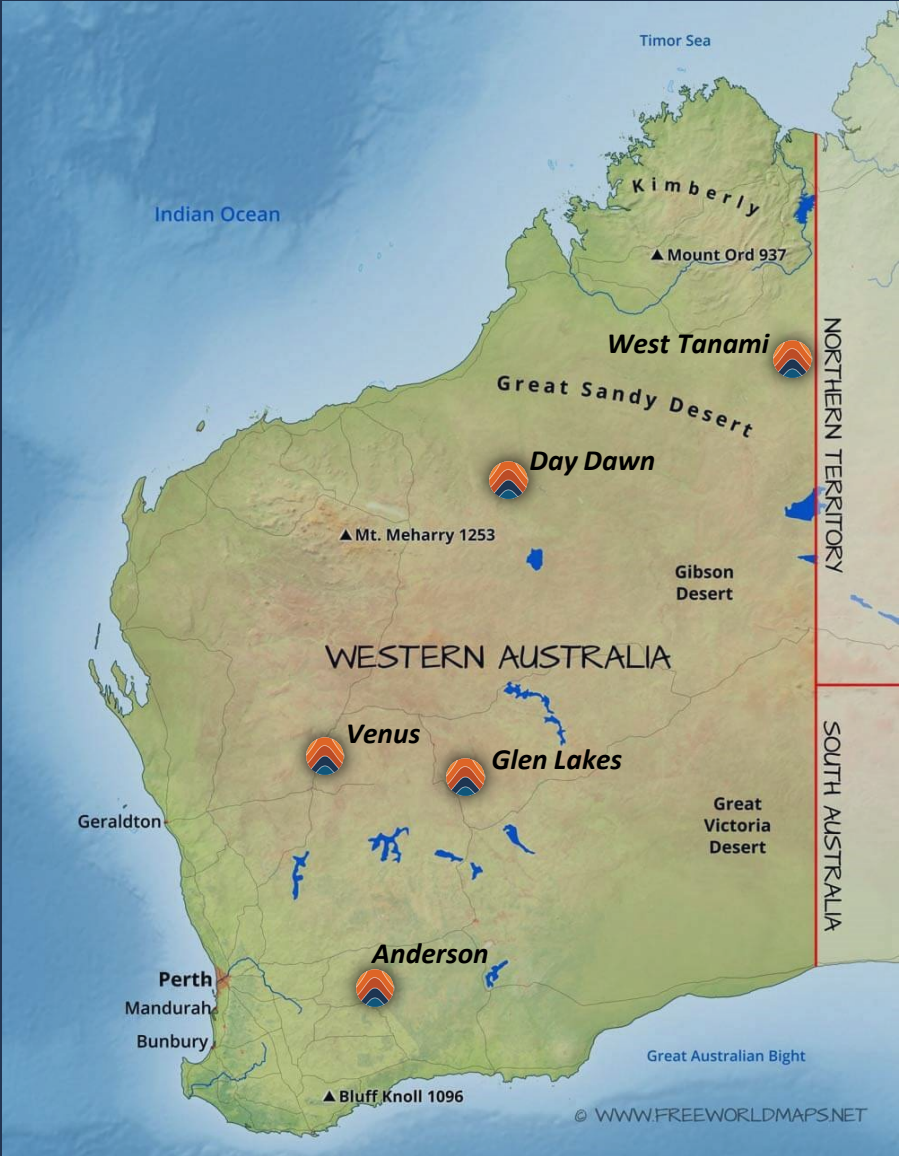 Timor Sea
Kimberly
Indian Ocean
Mount Ord 937
West Tanami
NORTHERN TERRITORY
Great Sandy Desert
Day Dawn
Mt. Meharry 1253
Gibson
Desert
WESTERN AUSTRALIA
Venus
Glen Lakes
SOUTH AUSTRALIA
Geraldton
Great
Victoria
Desert
Anderson
Perth
Mandurah
Bunbury
Great Australian Bight
Bluff Knoll 1096
© WWW.FREEWORLDMAPS.NET